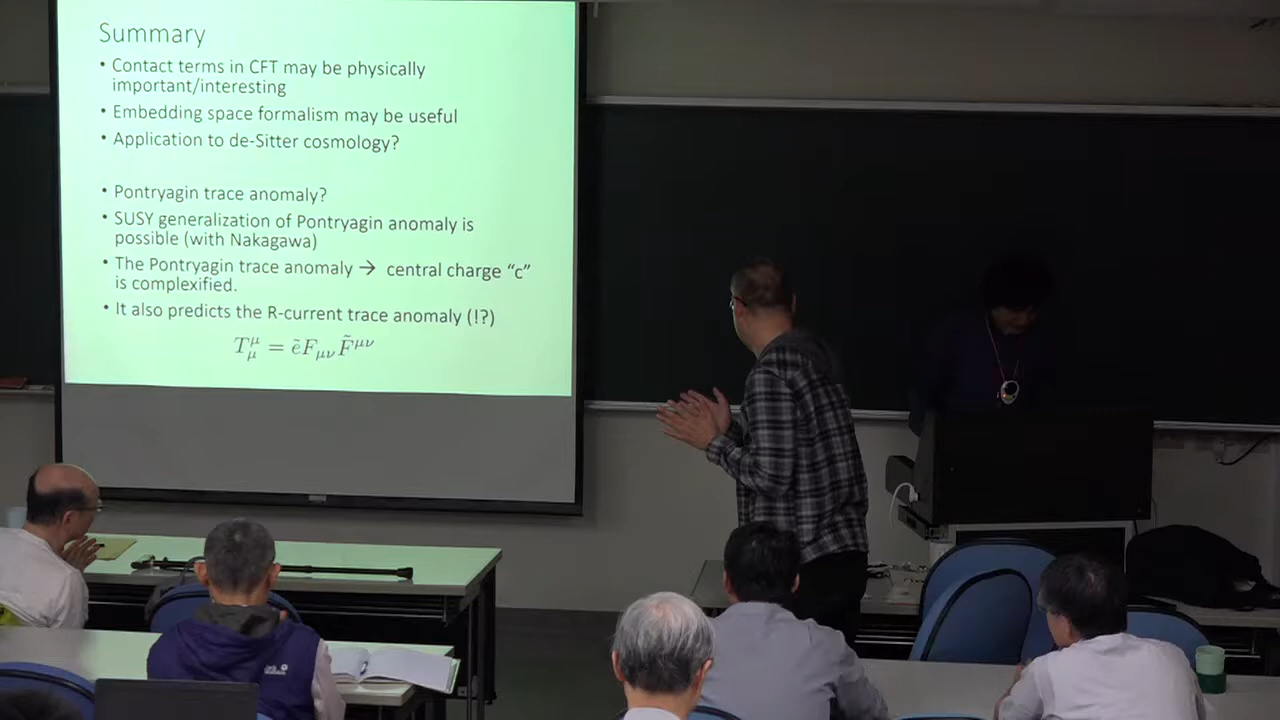 Summary
• Contact terms in CFT may be physically
important/interesting
• Embedding space formalism may be useful
• Application to de-Sitter cosmology?
• Pontryagin trace anomaly?
• SUSY generalization of Pontryagin anomaly is
possible (with Nakagawa)
• The Pontryagin trace anomaly → central charge “c”
is complexified.
• It also predicts the R-current trace anomaly (!?)
$T^{\mu}_{\mu} = \tilde{e} F_{\mu\nu} \tilde{F}^{\mu\nu}$